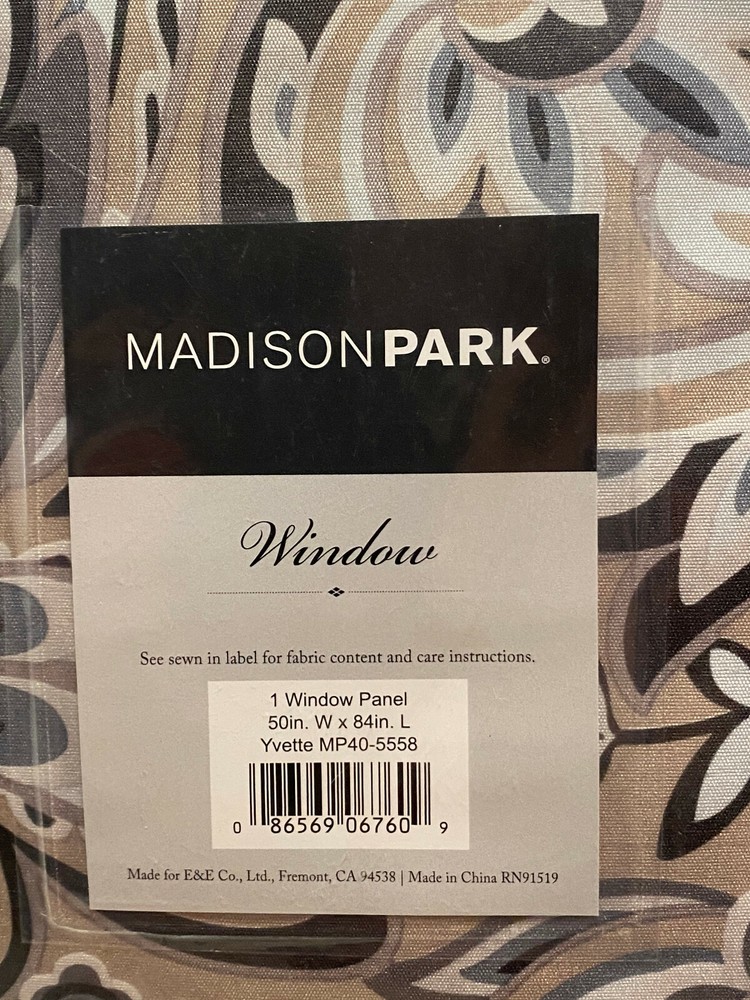 MADISONPARK®
Window
See sewn in label for fabric content and care instructions.
1 Window Panel
50in. W x 84in. L
Yvette MP40-5558
0 86569 06760 9
Made for E&E Co., Ltd., Fremont, CA 94538 | Made in China RN91519